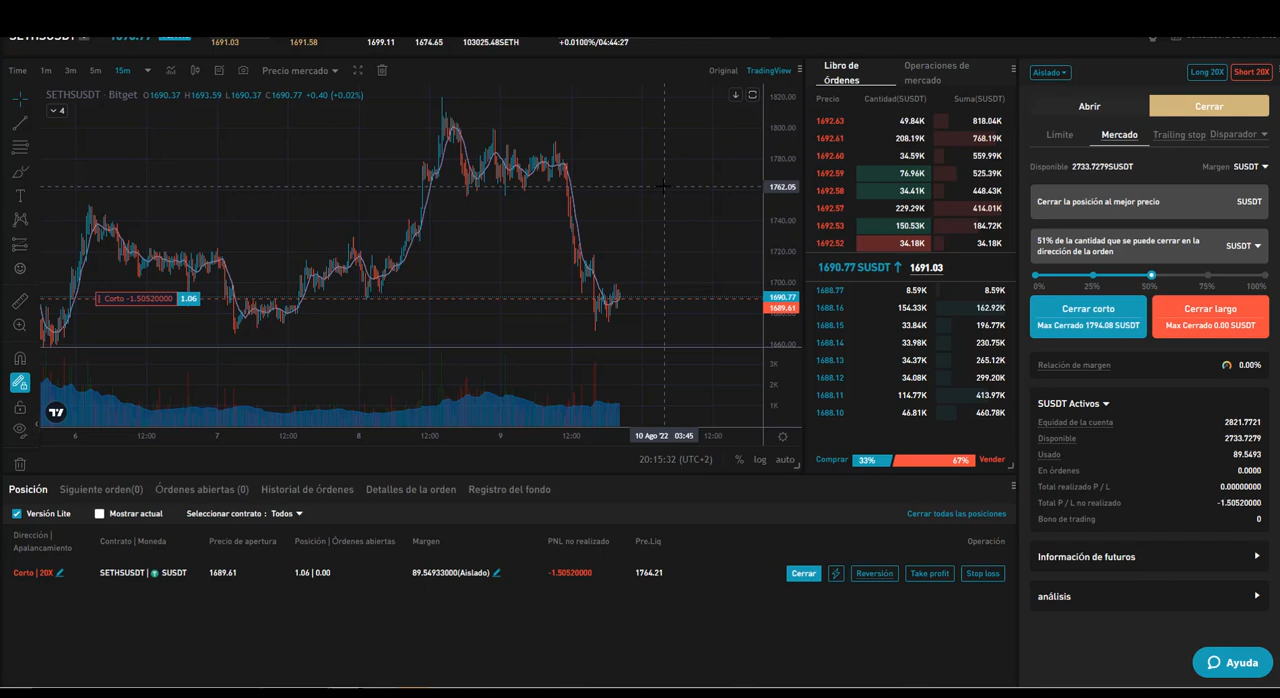 SETHSUSDT 1690.77
1691.03 1691.58 1699.11 1674.65 103025.48SETH +0.0100%/04:44:27
Time 1m 3m 5m 15m Precio mercado Original TradingView
SETHSUSDT - Bitget O1690.37 H1693.59 L1690.37 C1690.77 +0.40 (+0.02%)
4
1820.00
1800.00
1780.00
1762.05
1740.00
1720.00
1700.00
1690.77
1689.61
1660.00
Corto -1.50520000 1.06
3K
2K
1K
6 12:00 7 12:00 8 12:00 9 12:00 10 Ago '22 03:45 12:00
20:15:32 (UTC+2) % log auto
Libro de órdenes
Operaciones de mercado
Precio Cantidad(SUSDT) Suma(SUSDT)
1692.63 49.84K 818.04K
1692.61 208.19K 768.19K
1692.60 34.59K 559.99K
1692.59 76.96K 525.39K
1692.58 34.41K 448.43K
1692.57 229.29K 414.01K
1692.53 150.53K 184.72K
1692.52 34.18K 34.18K
1690.77 SUSDT ↑ 1691.03
1688.77 8.59K 8.59K
1688.16 154.33K 162.92K
1688.15 33.84K 196.77K
1688.14 33.98K 230.75K
1688.13 34.37K 265.12K
1688.12 34.08K 299.20K
1688.11 114.77K 413.97K
1688.10 46.81K 460.78K
Comprar 33% 67% Vender
Aislado Long 20X Short 20X
Abrir Cerrar
Límite Mercado Trailing stop Disparador
Disponible 2733.7279SUSDT Margen SUSDT
Cerrar la posición al mejor precio SUSDT
51% de la cantidad que se puede cerrar en la
dirección de la orden SUSDT
0% 25% 50% 75% 100%
Cerrar corto
Max Cerrado 1794.08 SUSDT
Cerrar largo
Max Cerrado 0.00 SUSDT
Relación de margen 0.00%
SUSDT Activos
Equidad de la cuenta 2821.7721
Disponible 2733.7279
Usado 89.5493
En órdenes 0.0000
Total realizado P / L 0.00000000
Total P / L no realizado -1.50520000
Bono de trading 0
Información de futuros
análisis
Ayuda
Posición Siguiente orden(0) Órdenes abiertas (0) Historial de órdenes Detalles de la orden Registro del fondo
Versión Lite Mostrar actual Seleccionar contrato : Todos Cerrar todas las posiciones
Dirección | Apalancamiento Contrato | Moneda Precio de apertura Posición | Órdenes abiertas Margen PNL no realizado Pre.Liq Operación
Corto | 20X SETHSUSDT | SUSDT 1689.61 1.06 | 0.00 89.54933000(Aislado) -1.50520000 1764.21 Cerrar Reversión Take profit Stop loss